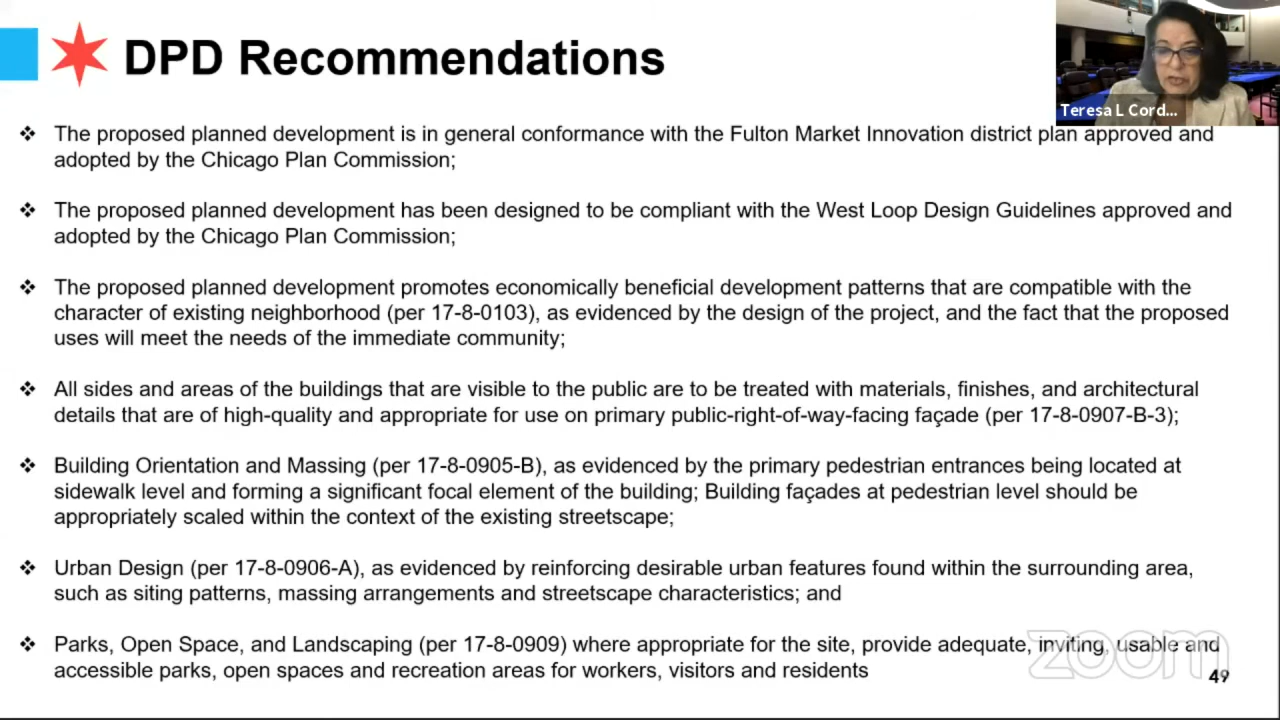 DPD Recommendations
Teresa L Cord...
❖ The proposed planned development is in general conformance with the Fulton Market Innovation district plan approved and
adopted by the Chicago Plan Commission;
❖ The proposed planned development has been designed to be compliant with the West Loop Design Guidelines approved and
adopted by the Chicago Plan Commission;
❖ The proposed planned development promotes economically beneficial development patterns that are compatible with the
character of existing neighborhood (per 17-8-0103), as evidenced by the design of the project, and the fact that the proposed
uses will meet the needs of the immediate community;
❖ All sides and areas of the buildings that are visible to the public are to be treated with materials, finishes, and architectural
details that are of high-quality and appropriate for use on primary public-right-of-way-facing façade (per 17-8-0907-B-3);
❖ Building Orientation and Massing (per 17-8-0905-B), as evidenced by the primary pedestrian entrances being located at
sidewalk level and forming a significant focal element of the building; Building façades at pedestrian level should be
appropriately scaled within the context of the existing streetscape;
❖ Urban Design (per 17-8-0906-A), as evidenced by reinforcing desirable urban features found within the surrounding area,
such as siting patterns, massing arrangements and streetscape characteristics; and
❖ Parks, Open Space, and Landscaping (per 17-8-0909) where appropriate for the site, provide adequate, inviting, usable and
accessible parks, open spaces and recreation areas for workers, visitors and residents
zoom
49